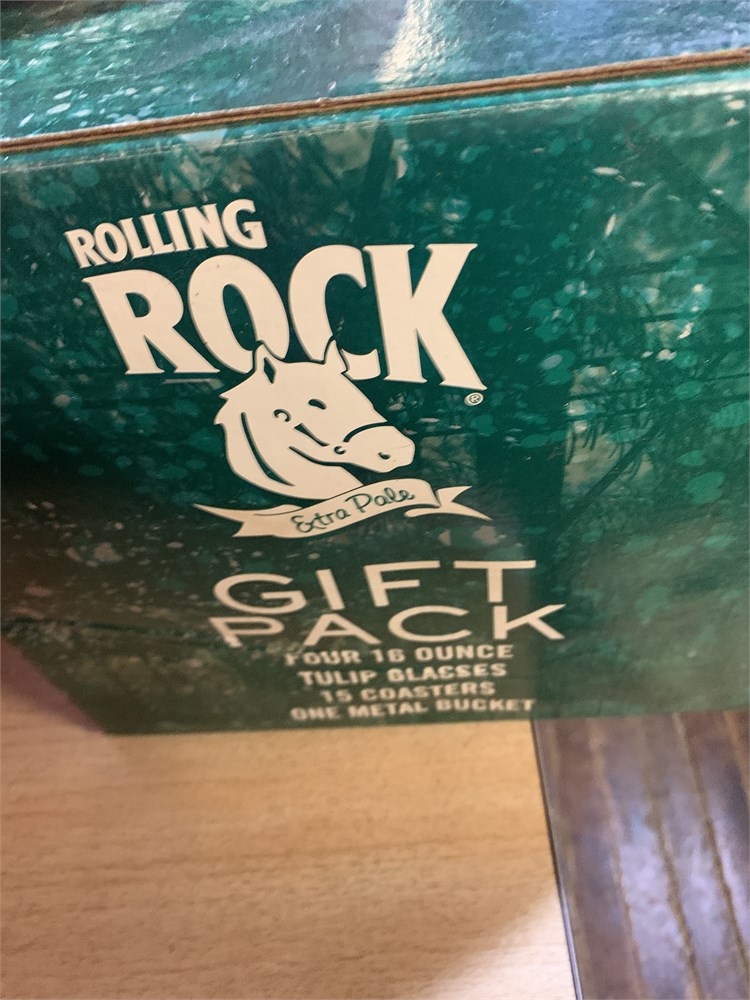 ROLLING
ROCK®
Extra Pale
GIFT
PACK
FOUR 16 OUNCE
TULIP GLASSES
15 COASTERS
ONE METAL BUCKET